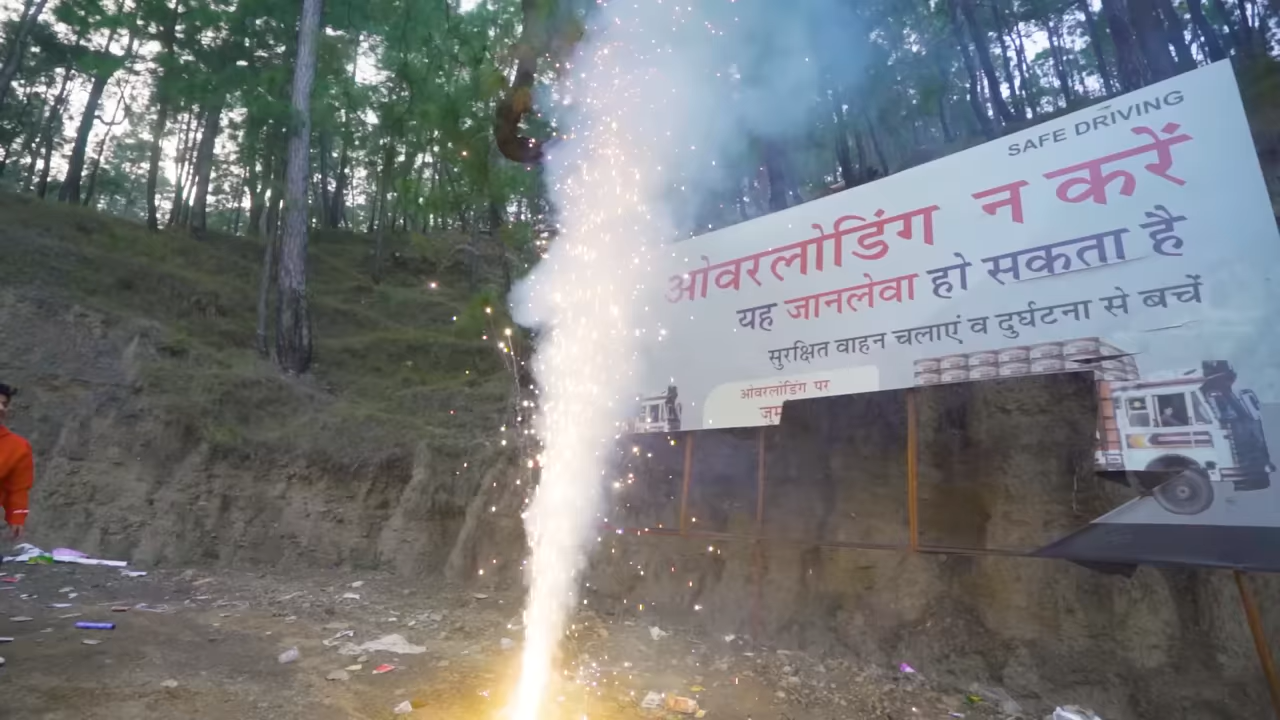 SAFE DRIVING
ओवरलोडिंग न करें
यह जानलेवा हो सकता है
सुरक्षित वाहन चलाएं व दुर्घटना से बचें
ओवरलोडिंग पर